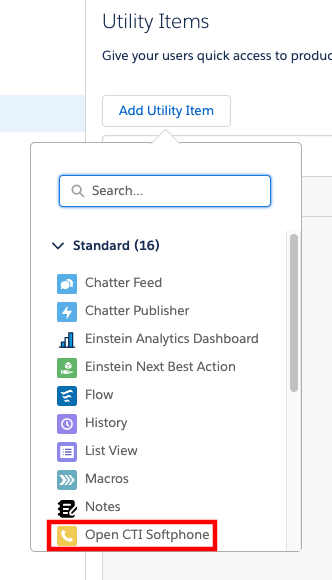 Utility Items
Give your users quick access to produc
Add Utility Item
Search...
Standard (16)
Chatter Feed
Chatter Publisher
Einstein Analytics Dashboard
Einstein Next Best Action
Flow
History
List View
Macros
Notes
Open CTI Softphone